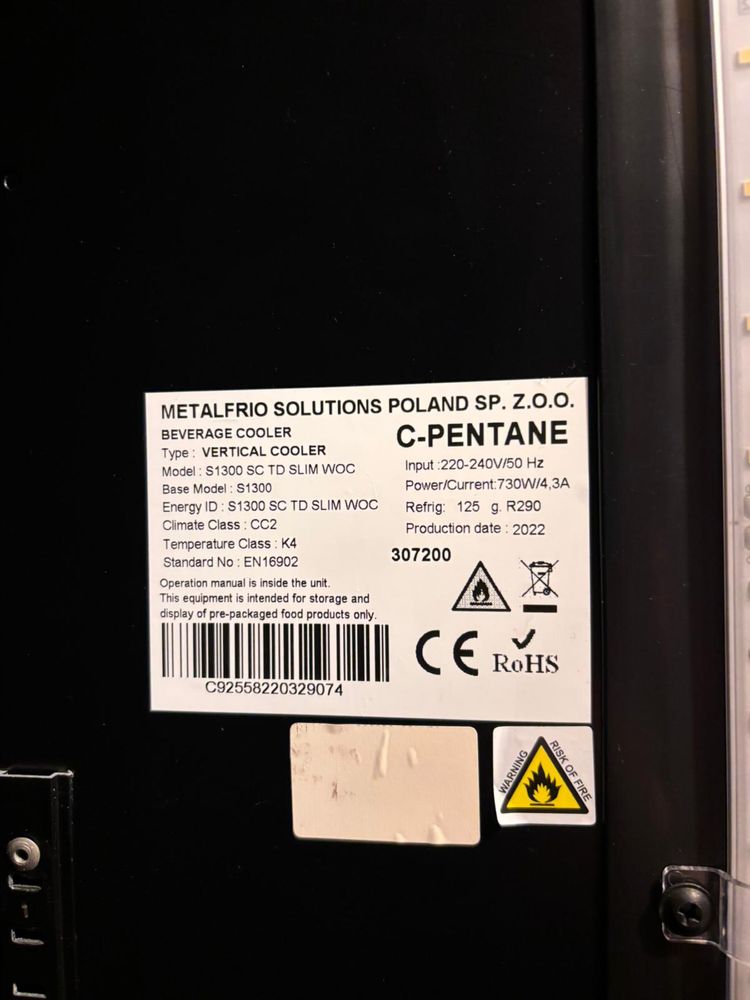 METALFRIO SOLUTIONS POLAND SP. Z.O.O.
BEVERAGE COOLER
C-PENTANE
Type : VERTICAL COOLER
Model : S1300 SC TD SLIM WOC
Base Model : S1300
Energy ID : S1300 SC TD SLIM WOC
Climate Class : CC2
Temperature Class : K4
Standard No : EN16902
Input :220-240V/50 Hz
Power/Current:730W/4,3A
Refrig: 125 g. R290
Production date : 2022
307200
Operation manual is inside the unit.
This equipment is intended for storage and
display of pre-packaged food products only.
C92558220329074
CE
RoHS
WARNING
RISK OF FIRE